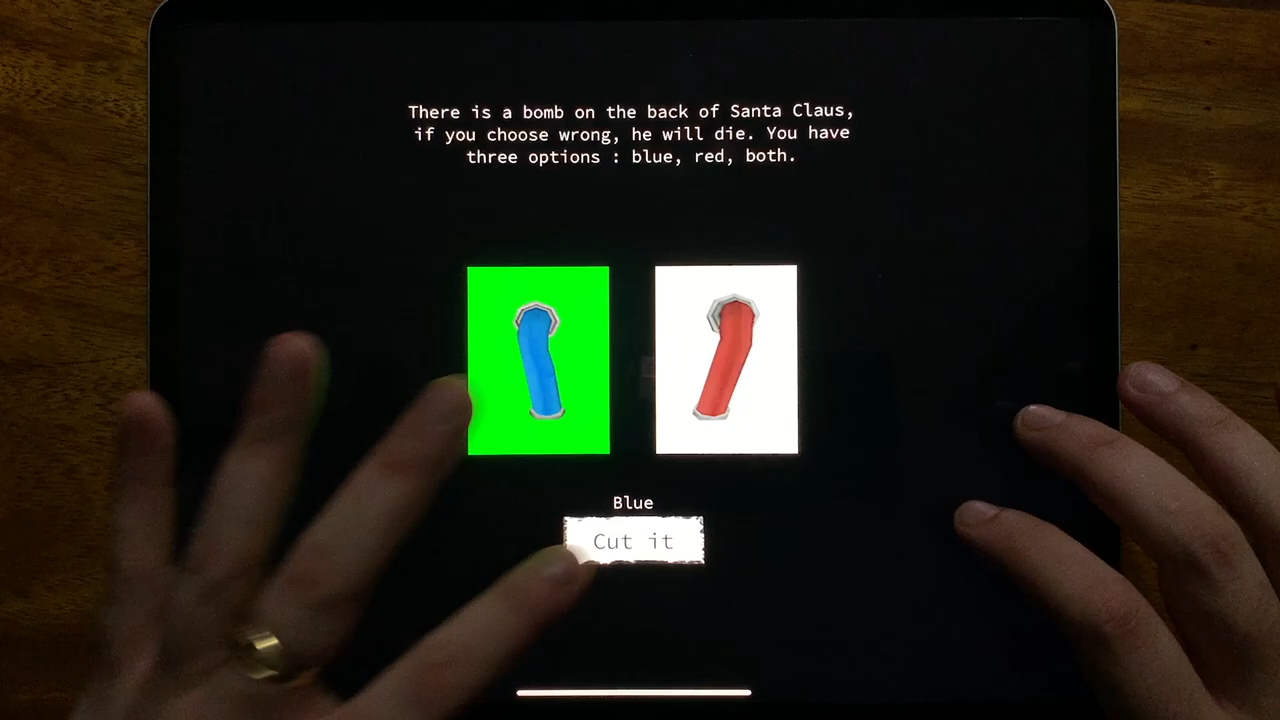 There is a bomb on the back of Santa Claus,
if you choose wrong, he will die. You have
three options : blue, red, both.
Blue
Cut it